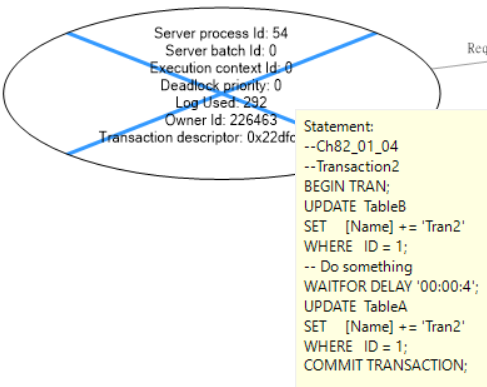 Server process Id: 54
Server batch Id: 0
Execution context Id: 0
Deadlock priority: 0
Log Used: 292
Owner Id: 226463
Transaction descriptor: 0x22dfc
Req
Statement:
--Ch82_01_04
--Transaction2
BEGIN TRAN;
UPDATE TableB
SET [Name] += 'Tran2'
WHERE ID = 1;
-- Do something
WAITFOR DELAY '00:00:4';
UPDATE TableA
SET [Name] += 'Tran2'
WHERE ID = 1;
COMMIT TRANSACTION;